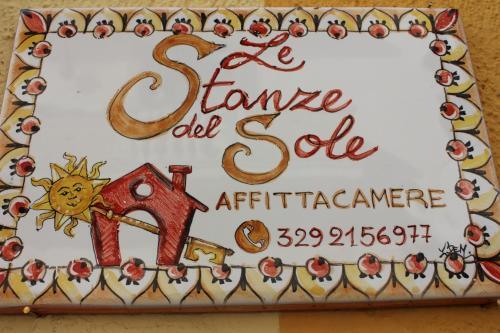 Le
Stanze
del Sole
AFFITTACAMERE
329 2156977